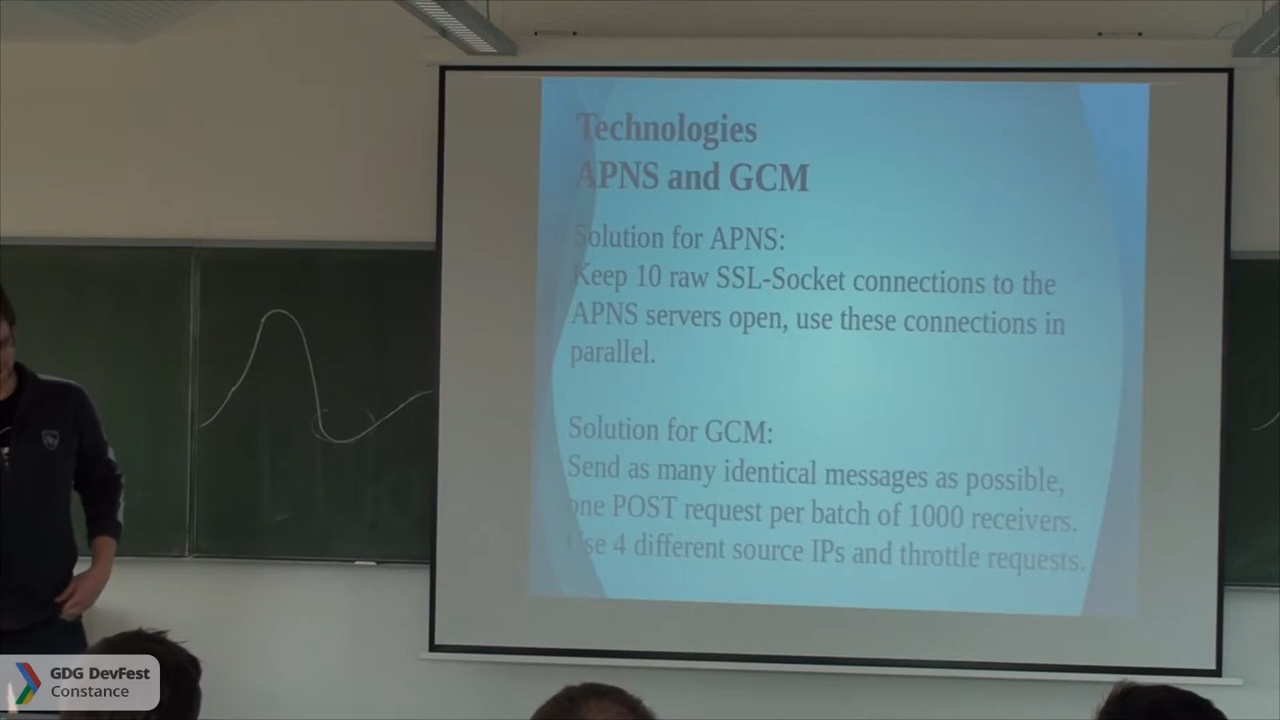 Technologies
APNS and GCM
Solution for APNS:
Keep 10 raw SSL-Socket connections to the
APNS servers open, use these connections in
parallel.
Solution for GCM:
Send as many identical messages as possible,
one POST request per batch of 1000 receivers.
Use 4 different source IPs and throttle requests.
GDG DevFest
Constance